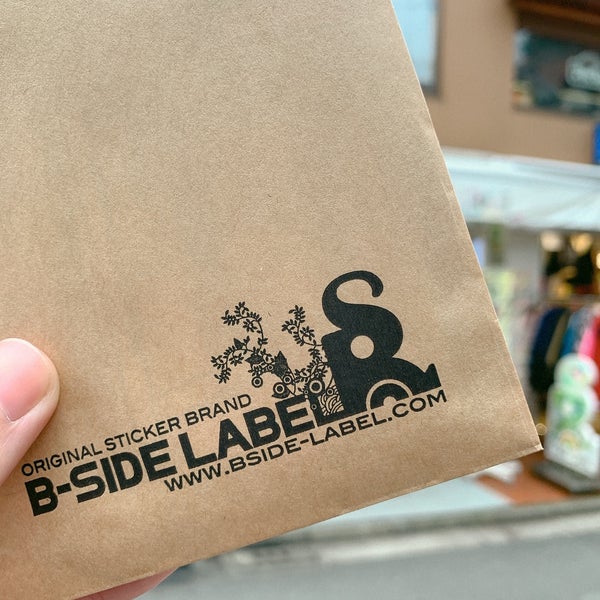 ORIGINAL STICKER BRAND
B-SIDE LABEL
WWW.BSIDE-LABEL.COM